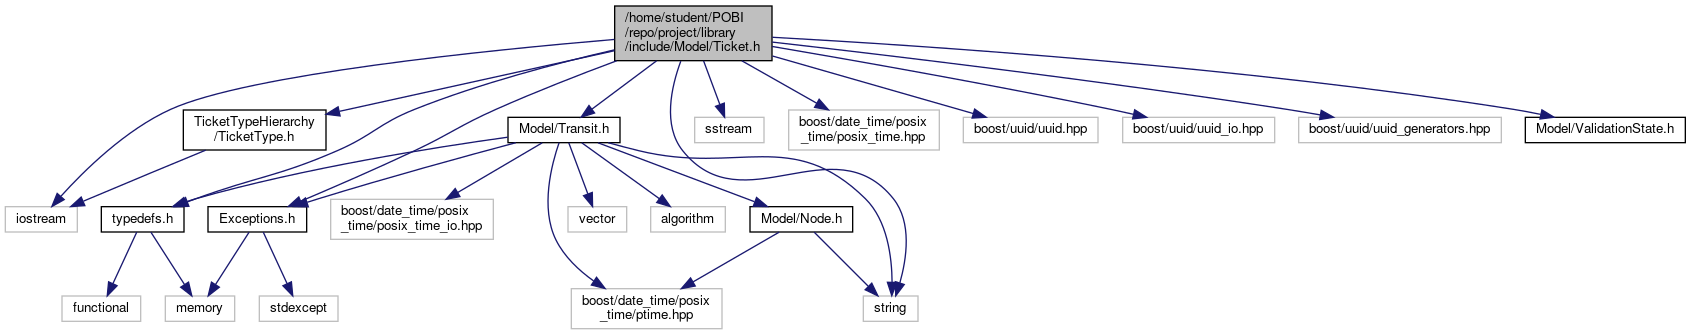 /home/student/POBI
/repo/project/library
/include/Model/Ticket.h
TicketTypeHierarchy
/TicketType.h
Model/Transit.h
sstream
boost/date_time/posix
_time/posix_time.hpp
boost/uuid/uuid.hpp
boost/uuid/uuid_io.hpp
boost/uuid/uuid_generators.hpp
Model/ValidationState.h
iostream
typedefs.h
Exceptions.h
boost/date_time/posix
_time/posix_time_io.hpp
vector
algorithm
Model/Node.h
functional
memory
stdexcept
boost/date_time/posix
_time/ptime.hpp
string